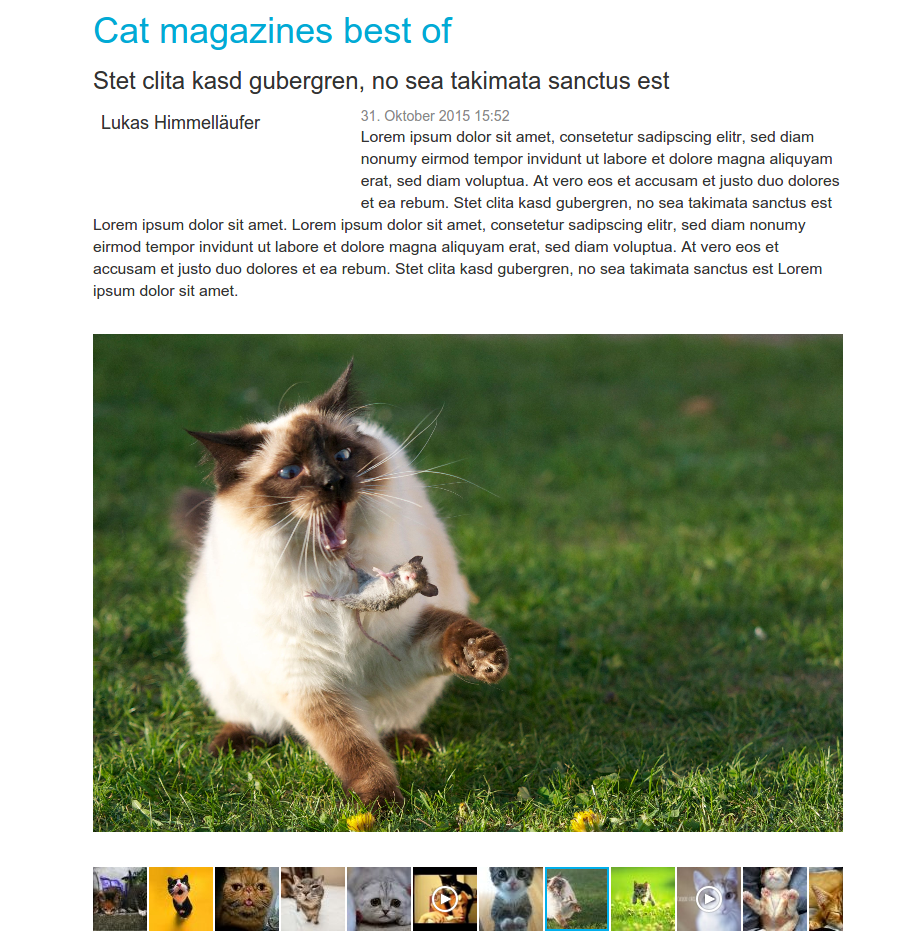 Cat magazines best of
Stet clita kasd gubergren, no sea takimata sanctus est
Lukas Himmelläufer
31. Oktober 2015 15:52
Lorem ipsum dolor sit amet, consetetur sadipscing elitr, sed diam
nonumy eirmod tempor invidunt ut labore et dolore magna aliquyam
erat, sed diam voluptua. At vero eos et accusam et justo duo dolores
et ea rebum. Stet clita kasd gubergren, no sea takimata sanctus est
Lorem ipsum dolor sit amet. Lorem ipsum dolor sit amet, consetetur sadipscing elitr, sed diam nonumy
eirmod tempor invidunt ut labore et dolore magna aliquyam erat, sed diam voluptua. At vero eos et
accusam et justo duo dolores et ea rebum. Stet clita kasd gubergren, no sea takimata sanctus est Lorem
ipsum dolor sit amet.